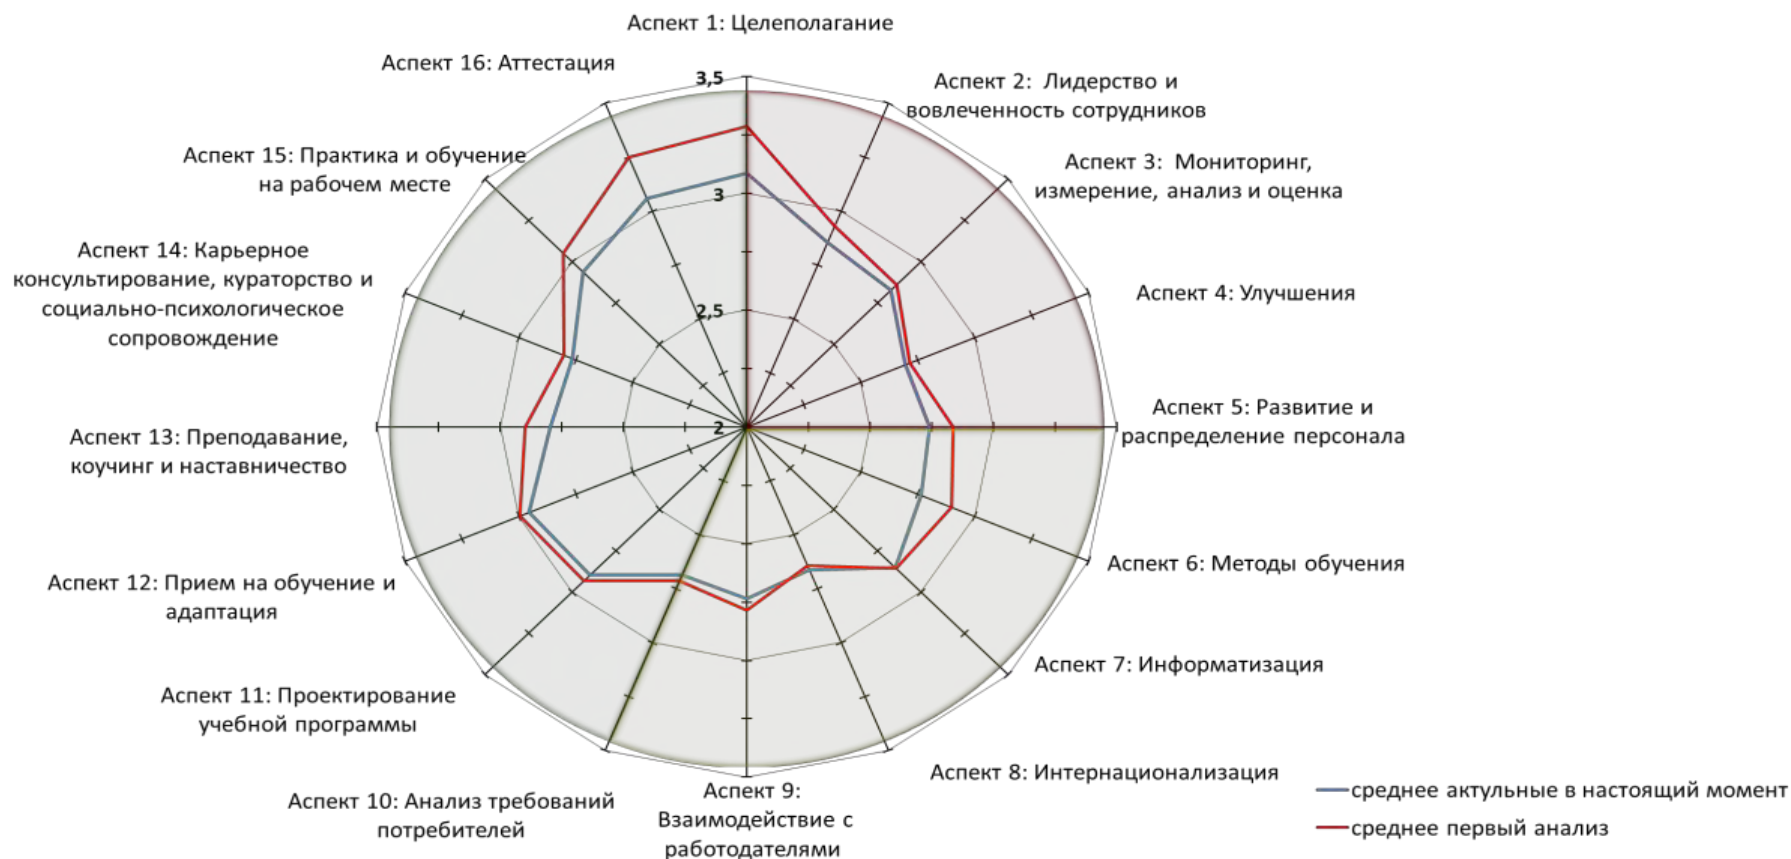 Аспект 1: Целеполагание
Аспект 2: Лидерство и
вовлеченность сотрудников
Аспект 3: Мониторинг,
измерение, анализ и оценка
Аспект 4: Улучшения
Аспект 5: Развитие и
распределение персонала
Аспект 6: Методы обучения
Аспект 7: Информатизация
Аспект 8: Интернационализация
Аспект 9:
Взаимодействие с
работодателями
Аспект 10: Анализ требований
потребителей
Аспект 11: Проектирование
учебной программы
Аспект 12: Прием на обучение и
адаптация
Аспект 13: Преподавание,
коучинг и наставничество
Аспект 14: Карьерное
консультирование, кураторство и
социально-психологическое
сопровождение
Аспект 15: Практика и обучение
на рабочем месте
Аспект 16: Аттестация
3,5
3
2,5
2
среднее актульные в настоящий момент
среднее первый анализ